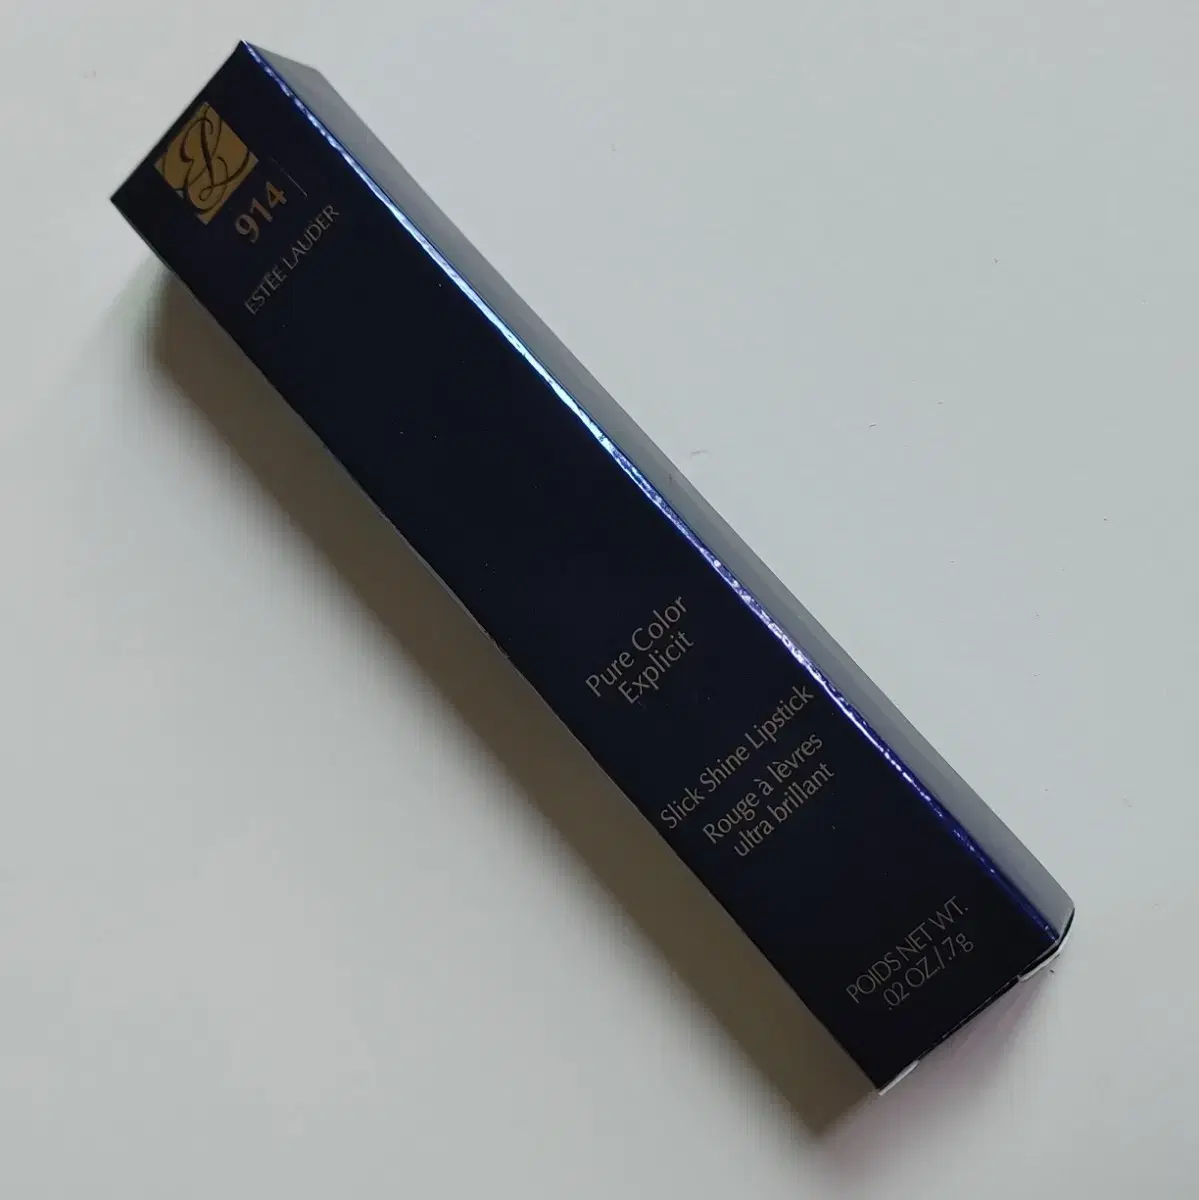 914
ESTĒE LAUDER
Pure Color
Explicit
Slick Shine Lipstick
Rouge à lèvres
ultra brillant
POIDS NET WT.
.02 OZ./.7g